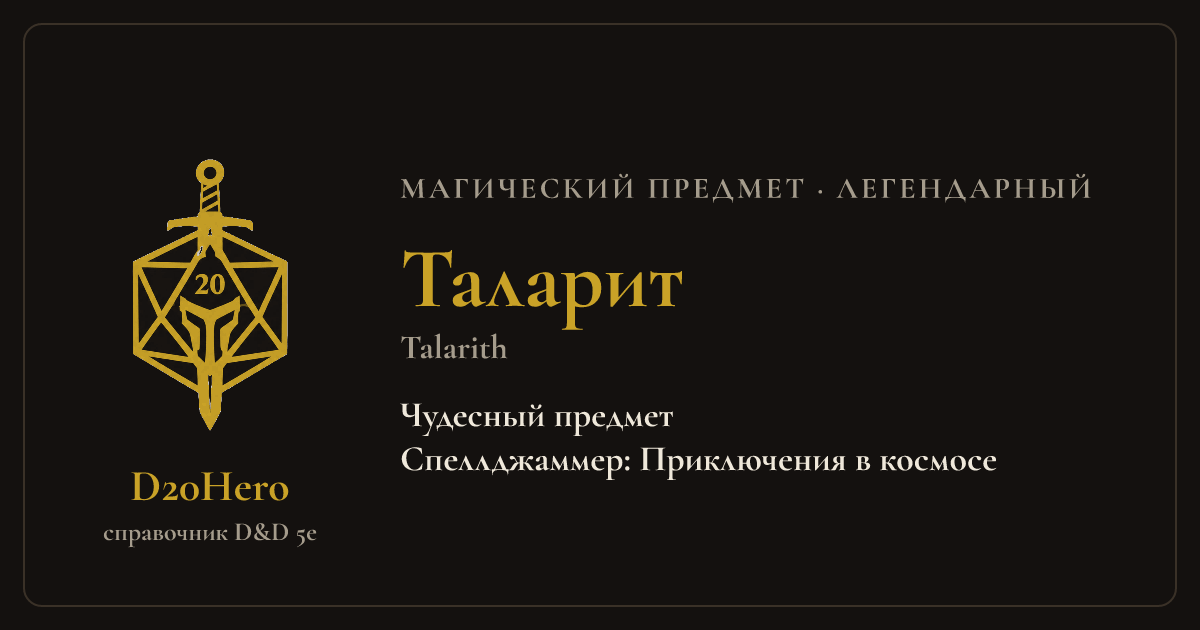 20
D20Hero
справочник D&D 5e
МАГИЧЕСКИЙ ПРЕДМЕТ · ЛЕГЕНДАРНЫЙ
Таларит
Talarith
Чудесный предмет
Спеллджаммер: Приключения в космосе